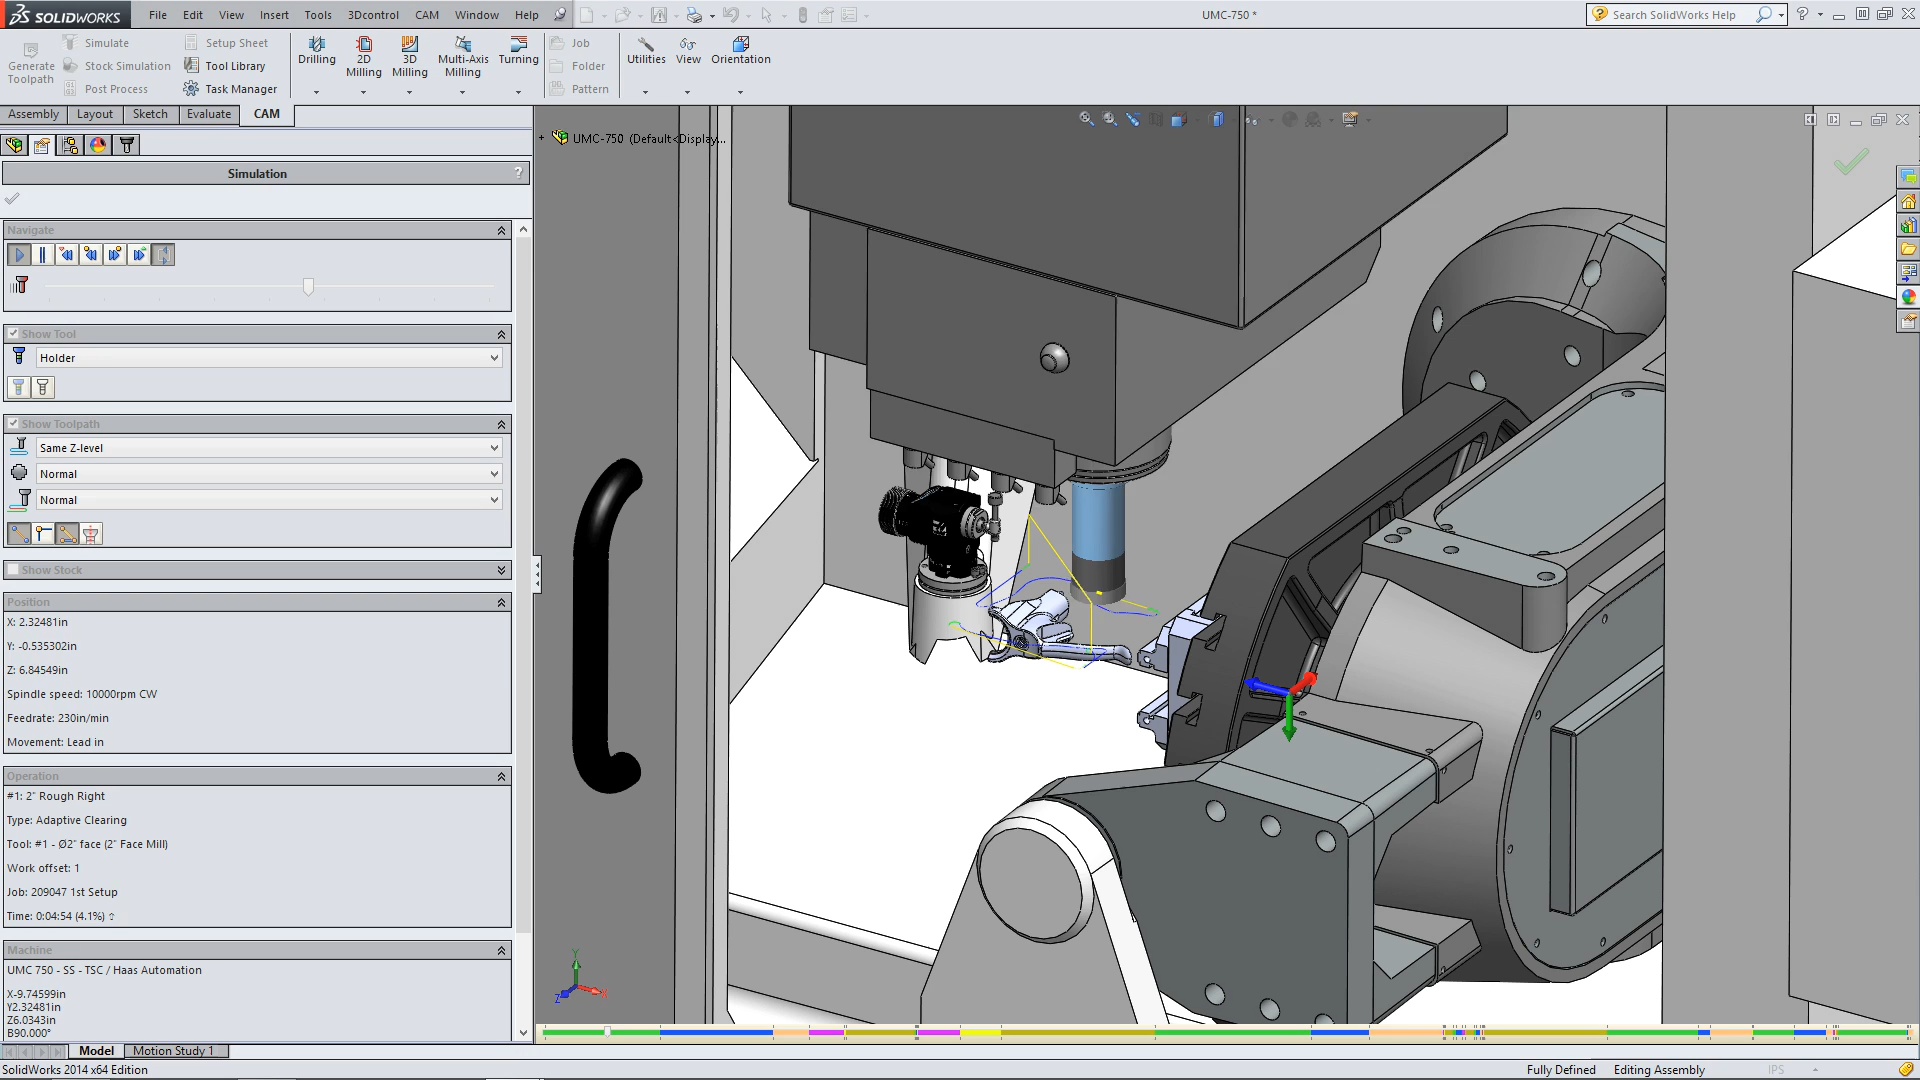 SOLIDWORKS File Edit View Insert Tools 3Dcontrol CAM Window Help UMC-750 * Search SolidWorks Help
Generate Toolpath
Simulate
Stock Simulation
Post Process
Setup Sheet
Tool Library
Task Manager
Drilling
2D Milling
3D Milling
Multi-Axis Milling
Turning
Job
Folder
Pattern
Utilities
View
Orientation
Assembly Layout Sketch Evaluate CAM
UMC-750 (Default<Display...
Simulation ?
Navigate
Show Tool
Holder
Show Toolpath
Same Z-level
Normal
Normal
Show Stock
Position
X: 2.32481in
Y: -0.535302in
Z: 6.84549in
Spindle speed: 10000rpm CW
Feedrate: 230in/min
Movement: Lead in
Operation
#1: 2" Rough Right
Type: Adaptive Clearing
Tool: #1 - Ø2" face (2" Face Mill)
Work offset: 1
Job: 209047 1st Setup
Time: 0:04:54 (4.1%)
Machine
UMC 750 - SS - TSC / Haas Automation
X-9.74599in
Y2.32481in
Z6.0343in
B90.000°
Y
Z X
Model Motion Study 1
SolidWorks 2014 x64 Edition Fully Defined Editing Assembly IPS